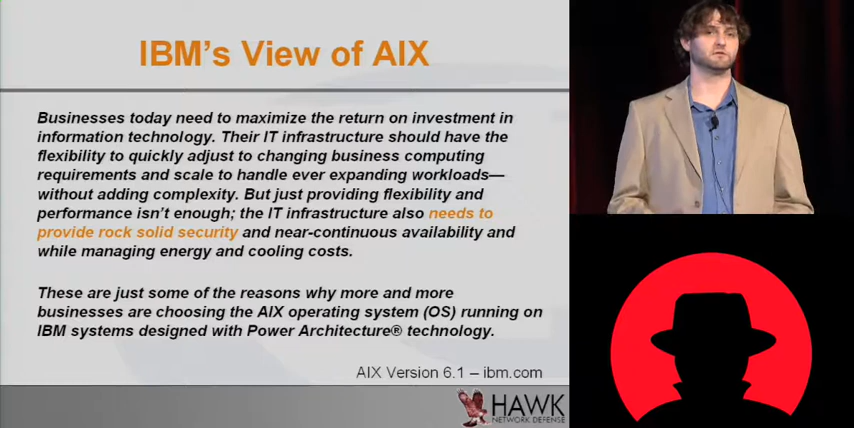 IBM's View of AIX
Businesses today need to maximize the return on investment in
information technology. Their IT infrastructure should have the
flexibility to quickly adjust to changing business computing
requirements and scale to handle ever expanding workloads—
without adding complexity. But just providing flexibility and
performance isn't enough; the IT infrastructure also needs to
provide rock solid security and near-continuous availability and
while managing energy and cooling costs.
These are just some of the reasons why more and more
businesses are choosing the AIX operating system (OS) running on
IBM systems designed with Power Architecture® technology.
AIX Version 6.1 – ibm.com
HAWK
NETWORK DEFENSE